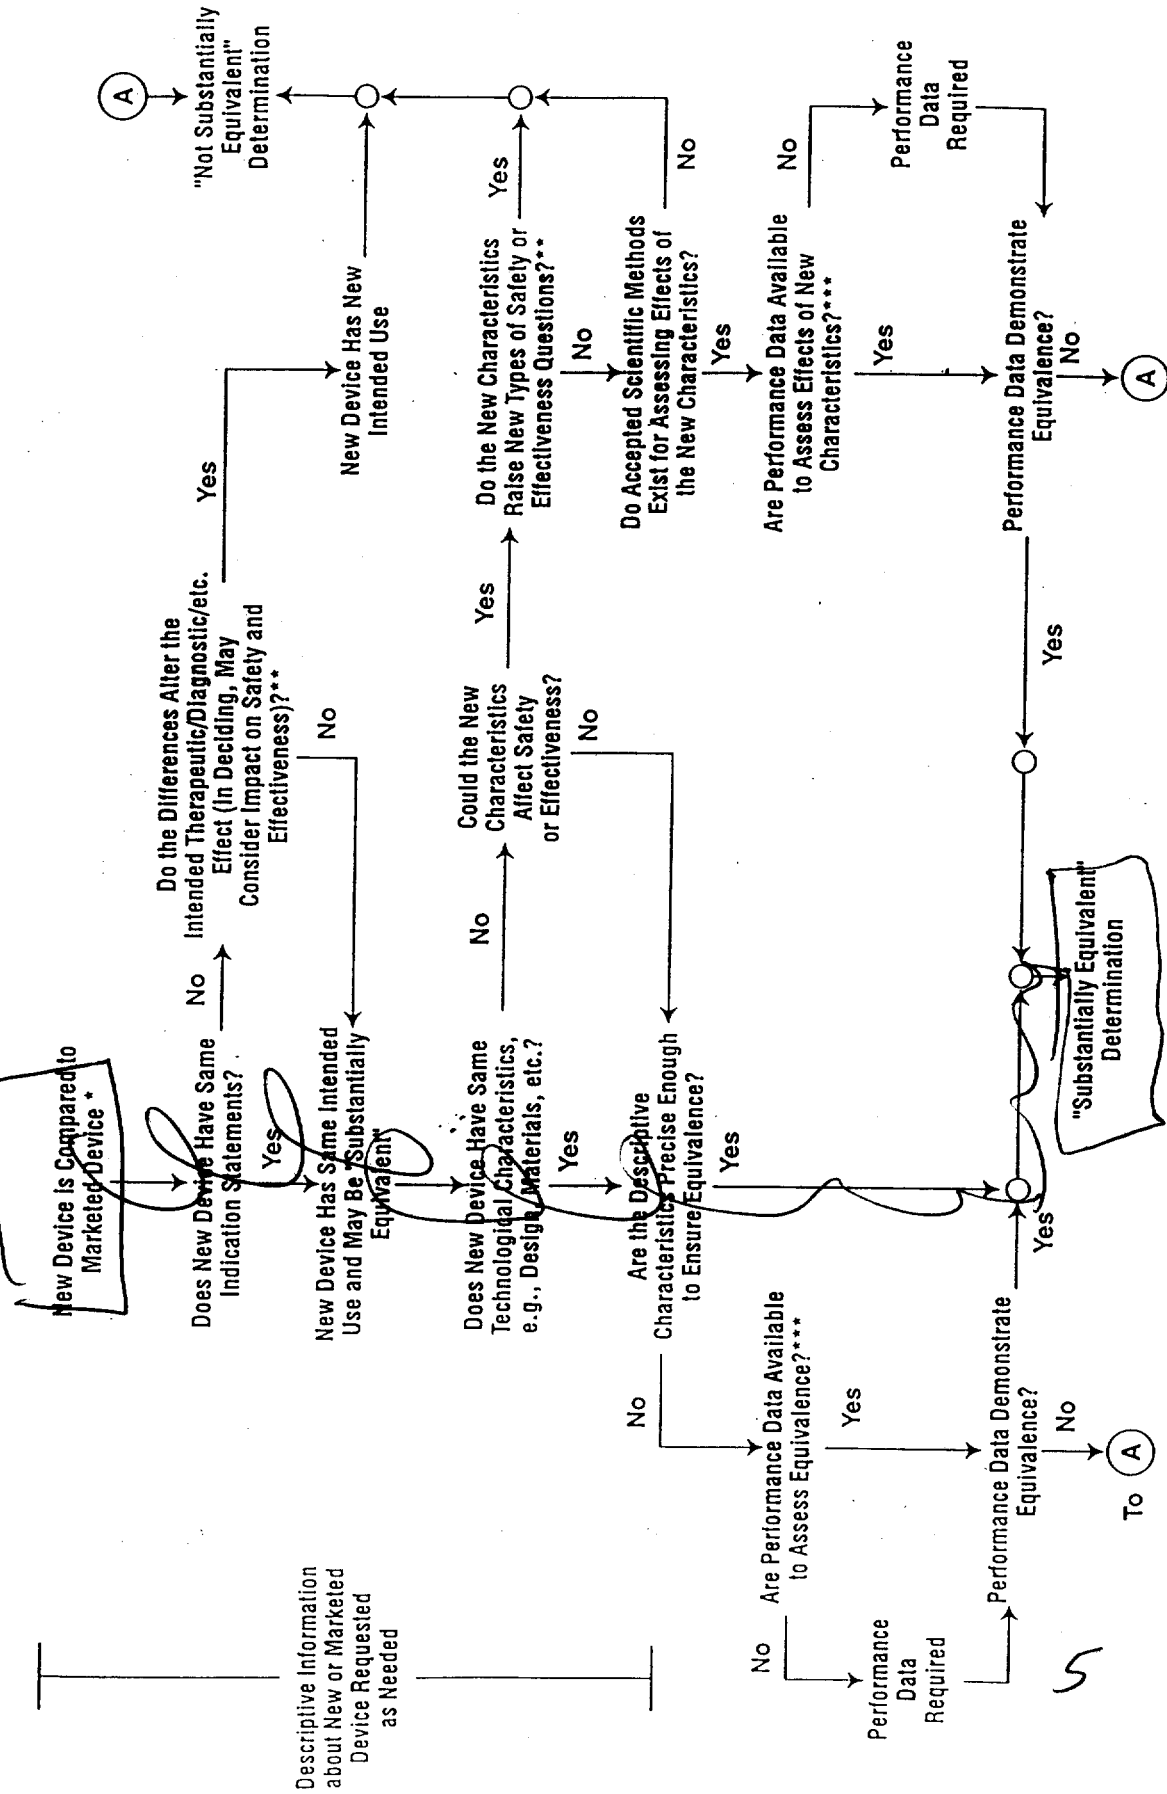 New Device is Compared to
Marketed Device *
Does New Device Have Same
Indication Statements?
No
Do the Differences Alter the
Intended Therapeutic/Diagnostic/etc.
Effect (In Deciding, May
Consider Impact on Safety and
Effectiveness)?**
Yes
"Not Substantially
Equivalent"
Determination
A
Yes
No
New Device Has New
Intended Use
New Device Has Same Intended
Use and May Be "Substantially
Equivalent"
Does New Device Have Same
Technological Characteristics,
e.g., Design, Materials, etc.?
No
Could the New
Characteristics
Affect Safety
or Effectiveness?
Yes
Do the New Characteristics
Raise New Types of Safety or
Effectiveness Questions?**
Yes
Yes
No
No
Descriptive Information
about New or Marketed
Device Requested
as Needed
Are the Descriptive
Characteristics Precise Enough
to Ensure Equivalence?
Do Accepted Scientific Methods
Exist for Assessing Effects of
the New Characteristics?
No
No
Yes
Yes
Are Performance Data Available
to Assess Equivalence?***
Are Performance Data Available
to Assess Effects of New
Characteristics?***
No
No
Yes
Yes
Performance
Data
Required
Performance
Data
Required
Performance Data Demonstrate
Equivalence?
Yes
Yes
Performance Data Demonstrate
Equivalence?
No
No
To
A
"Substantially Equivalent"
Determination
A
5